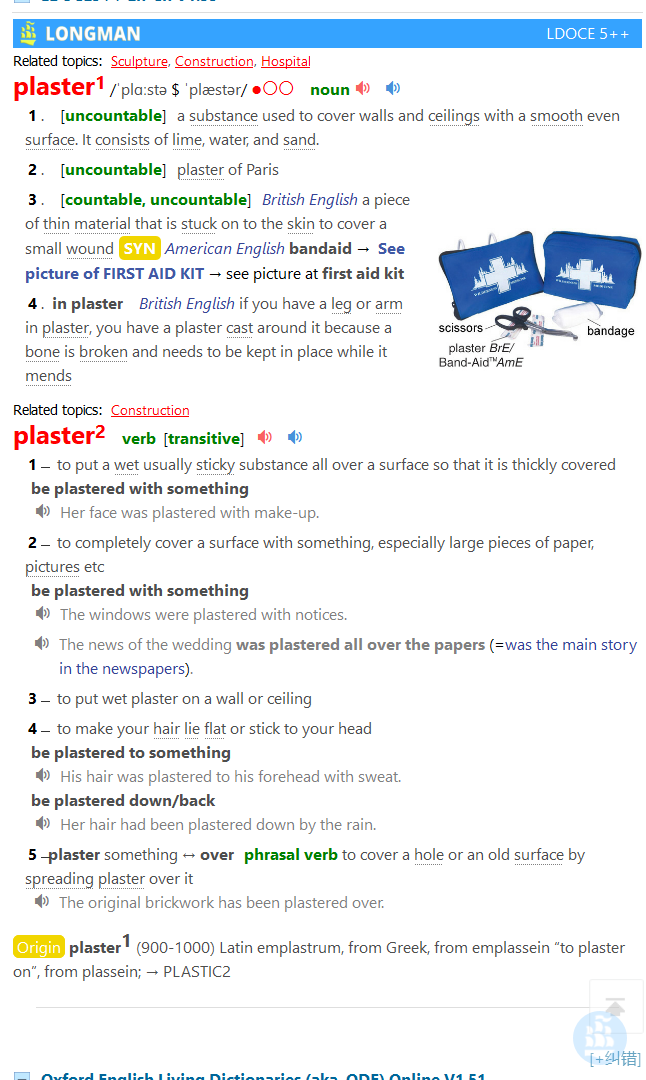 LONGMAN LDOCE 5++
Related topics: Sculpture, Construction, Hospital
plaster1 /ˈplɑːstə $ ˈplæstər/ ●○○ noun
1 . [uncountable] a substance used to cover walls and ceilings with a smooth even
surface. It consists of lime, water, and sand.
2 . [uncountable] plaster of Paris
3 . [countable, uncountable] British English a piece
of thin material that is stuck on to the skin to cover a
small wound SYN American English bandaid → See
picture of FIRST AID KIT → see picture at first aid kit
4 . in plaster British English if you have a leg or arm
in plaster, you have a plaster cast around it because a
bone is broken and needs to be kept in place while it
mends
scissors
bandage
plaster BrE/
Band-Aid™AmE
Related topics: Construction
plaster2 verb [transitive]
1 – to put a wet usually sticky substance all over a surface so that it is thickly covered
be plastered with something
Her face was plastered with make-up.
2 – to completely cover a surface with something, especially large pieces of paper,
pictures etc
be plastered with something
The windows were plastered with notices.
The news of the wedding was plastered all over the papers (=was the main story
in the newspapers).
3 – to put wet plaster on a wall or ceiling
4 – to make your hair lie flat or stick to your head
be plastered to something
His hair was plastered to his forehead with sweat.
be plastered down/back
Her hair had been plastered down by the rain.
5 –plaster something ↔ over phrasal verb to cover a hole or an old surface by
spreading plaster over it
The original brickwork has been plastered over.
Origin plaster1 (900-1000) Latin emplastrum, from Greek, from emplassein “to plaster
on”, from plassein; → PLASTIC2
[+纠错]
Oxford English Living Dictionaries (aka. ODE) Online V1.51